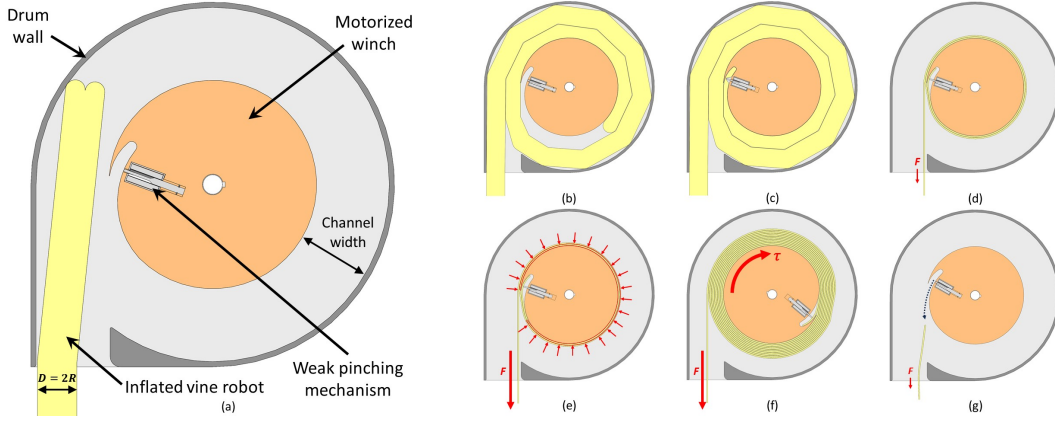 Drum
wall
Motorized
winch
Channel
width
D = 2R
Inflated vine robot
Weak pinching
mechanism
(a)
(b)
(c)
F
(d)
F
(e)
τ
F
(f)
F
(g)